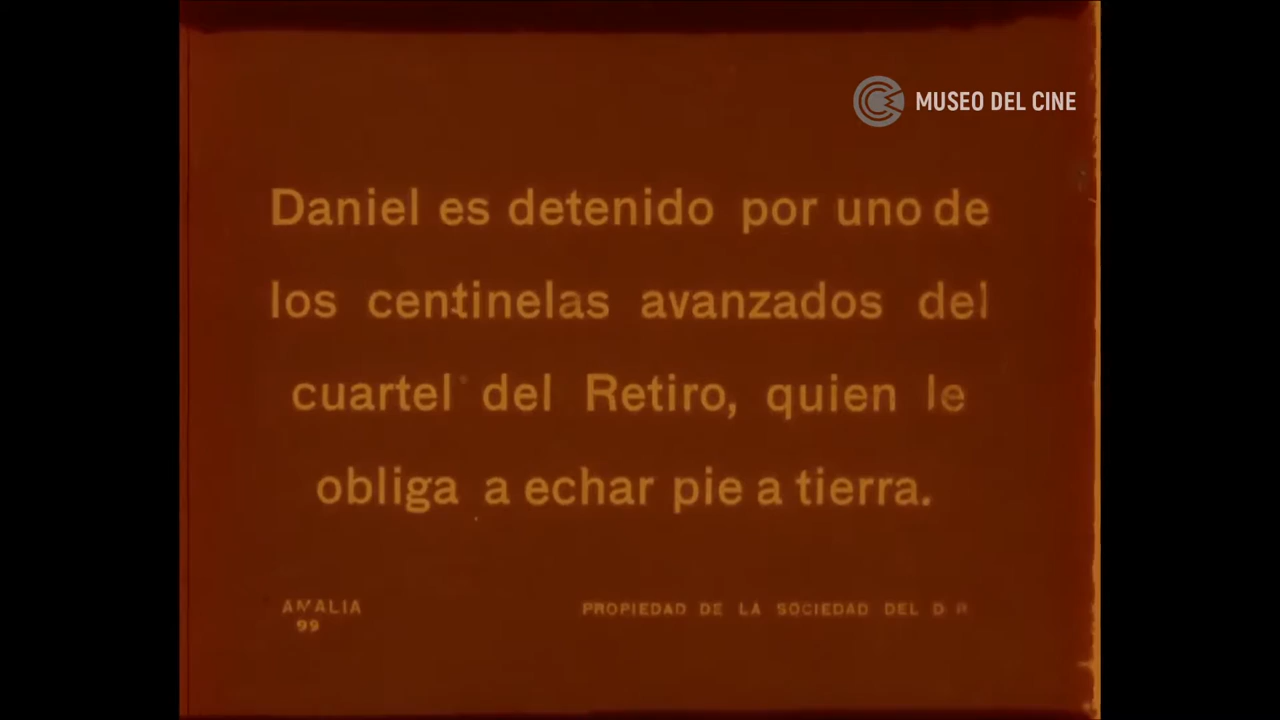 MUSEO DEL CINE
Daniel es detenido por uno de
los centinelas avanzados del
cuartel del Retiro, quien le
obliga a echar pie a tierra.
AMALIA
99
PROPIEDAD DE LA SOCIEDAD DEL D